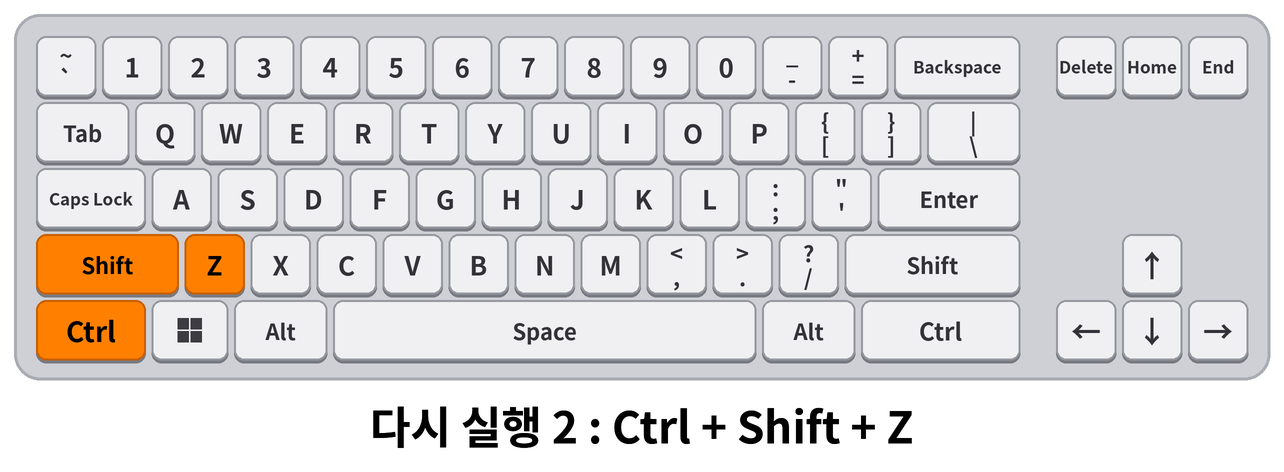 ~ ` 1 2 3 4 5 6 7 8 9 0 _ - + = Backspace Delete Home End
Tab Q W E R T Y U I O P { [ } ] | \
Caps Lock A S D F G H J K L : ; " ' Enter
Shift Z X C V B N M < , > . ? / Shift ↑
Ctrl Alt Space Alt Ctrl ← ↓ →
다시 실행 2 : Ctrl + Shift + Z